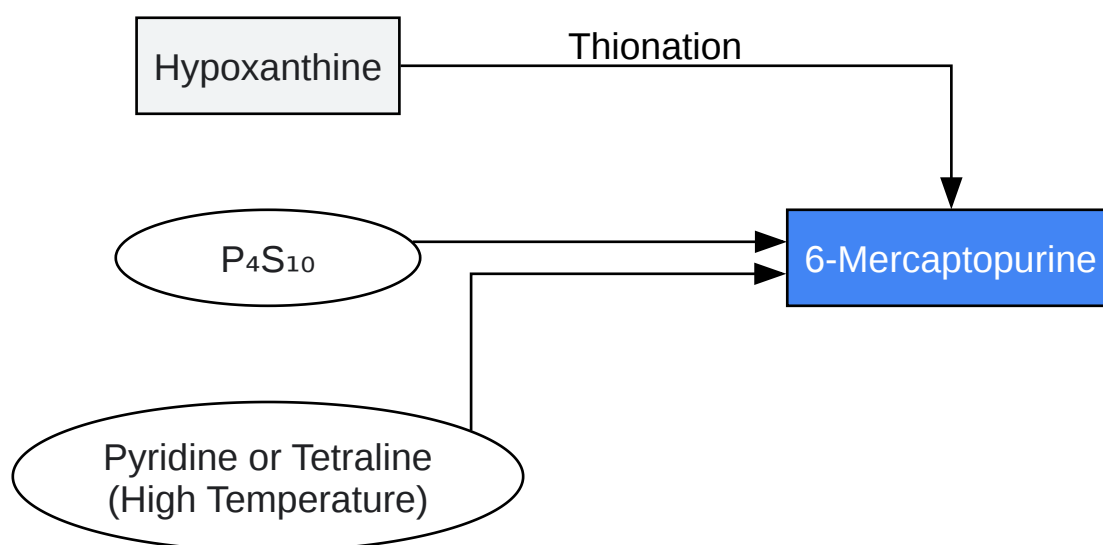 Thionation
Hypoxanthine
P₄S₁₀
6-Mercaptopurine
Pyridine or Tetraline
(High Temperature)